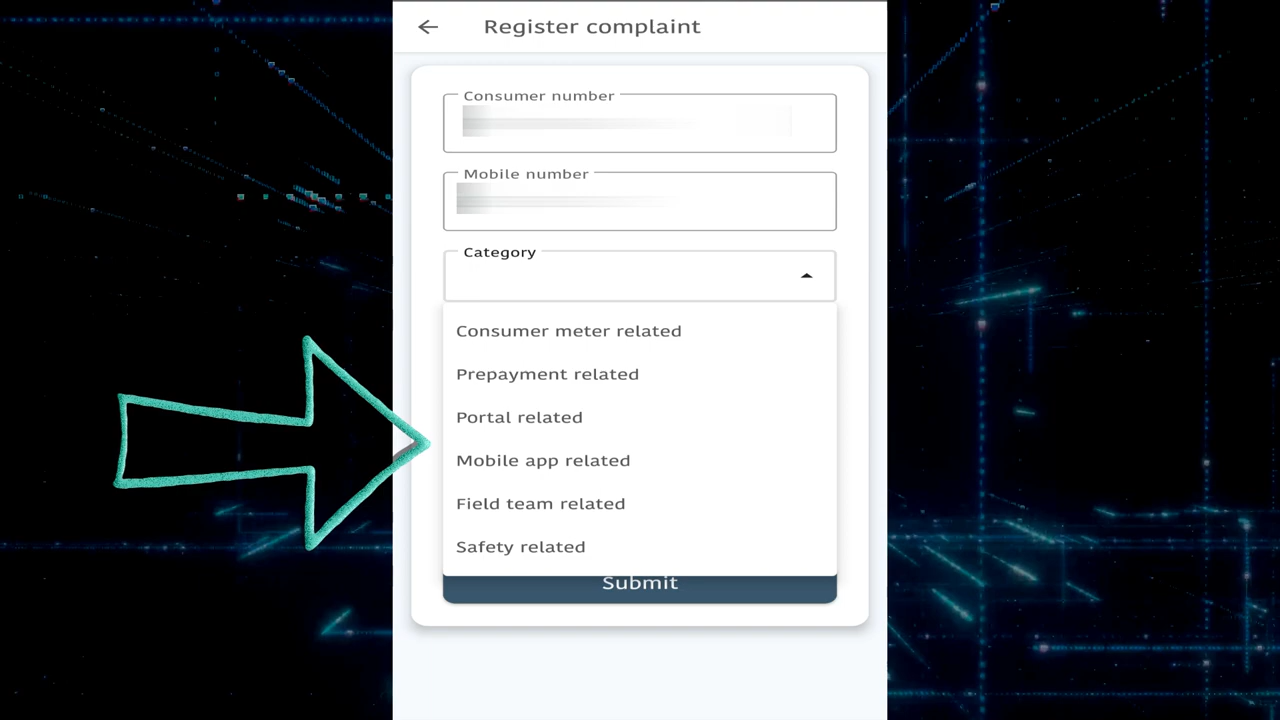 Register complaint
Consumer number
Mobile number
Category
Consumer meter related
Prepayment related
Portal related
Mobile app related
Field team related
Safety related
Submit